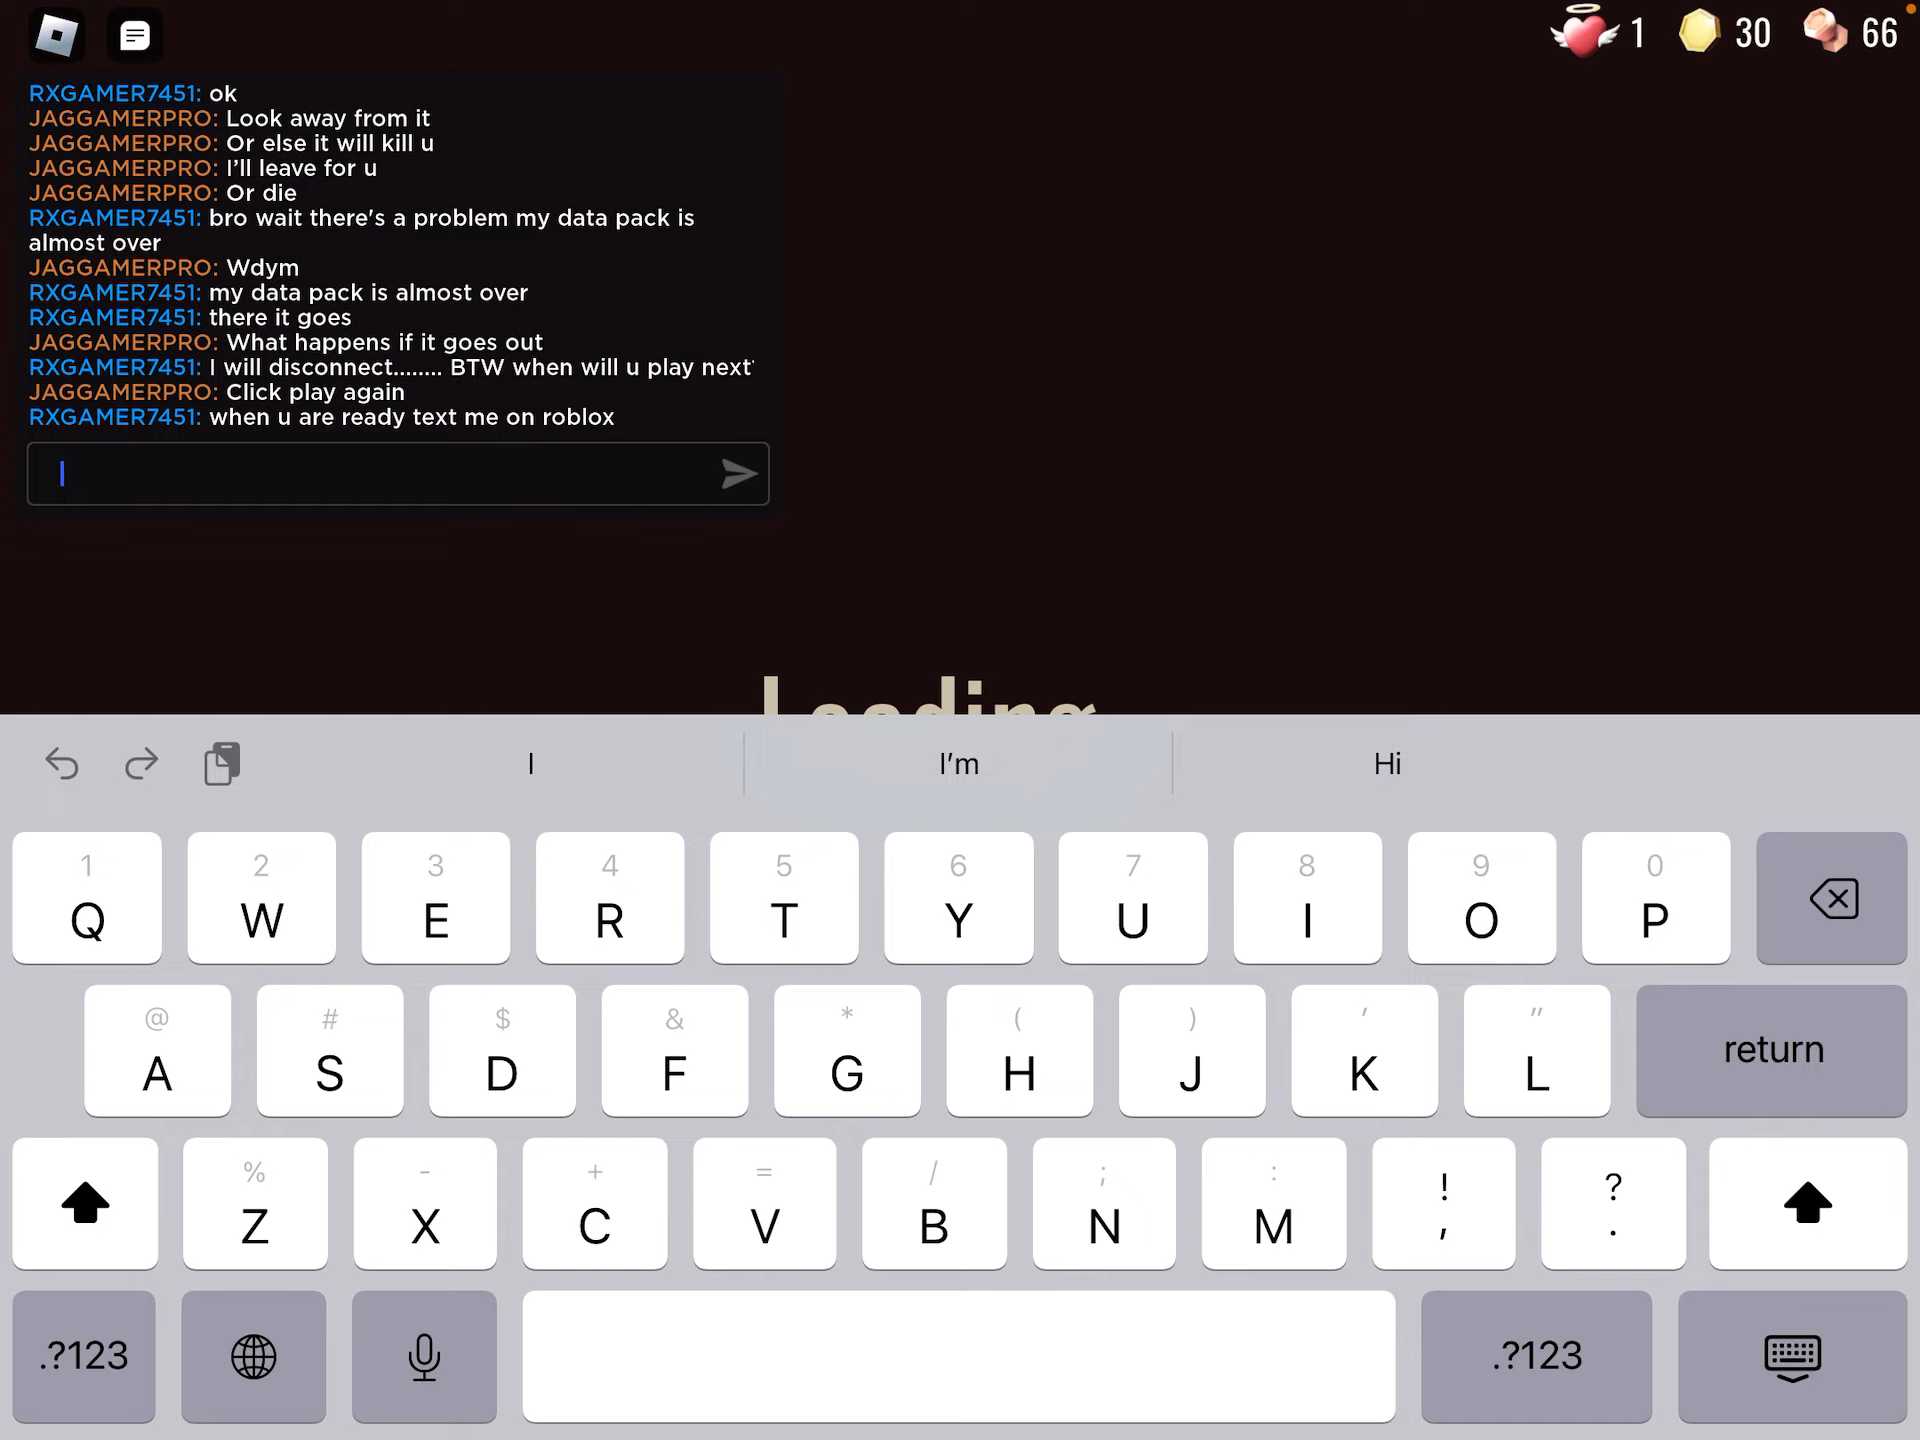 1 30 66
RXGAMER7451: ok
JAGGAMERPRO: Look away from it
JAGGAMERPRO: Or else it will kill u
JAGGAMERPRO: I’ll leave for u
JAGGAMERPRO: Or die
RXGAMER7451: bro wait there's a problem my data pack is
almost over
JAGGAMERPRO: Wdym
RXGAMER7451: my data pack is almost over
RXGAMER7451: there it goes
JAGGAMERPRO: What happens if it goes out
RXGAMER7451: I will disconnect........ BTW when will u play next
JAGGAMERPRO: Click play again
RXGAMER7451: when u are ready text me on roblox
Loading
I I’m Hi
1 2 3 4 5 6 7 8 9 0
Q W E R T Y U I O P
@ # $ & * ( ) ' "
A S D F G H J K L return
% - + = / ; : ! ?
Z X C V B N M , .
.?123 .?123